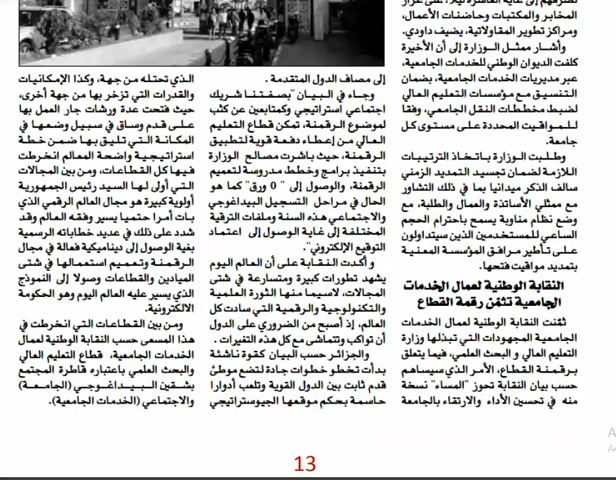 المخابر والمكتبات وحاضنات الأعمال،
ومراكز تطوير المقاولاتية، يضيف داودي.
وأشار ممثل الوزارة إلى أن الأخيرة
كلفت الديوان الوطني للخدمات الجامعية،
عبر مديريات الخدمات الجامعية، بضمان
التنسيق مع مؤسسات التعليم العالي
لضبط مخططات النقل الجامعي، وفقا
للمواقيت المحددة على مستوى كل
جامعة.
وطلبت الوزارة باتخاذ الترتيبات
اللازمة لضمان تجسيد التمديد الزمني
سالف الذكر ميدانيا بما في ذلك التشاور
مع ممثلي الأساتذة والعمال والطلبة، مع
وضع نظام مناوبة يسمح باحترام الحجم
الساعي للمستخدمين الذين سيتداولون
على تأطير مرافق المؤسسة المعنية
بتمديد مواقيت فتحها.
النقابة الوطنية لعمال الخدمات
الجامعية تثمّن رقمة القطاع
ثمّنت النقابة الوطنية لعمال الخدمات
الجامعية المجهودات التي تبذلها وزارة
التعليم العالي و البحث العلمي، فيما يتعلق
برقمنة القطاع، الأمر الذي سيساهم
حسب بيان النقابة تحوز "المساء" نسخة
منه في تحسين الأداء والارتقاء بالجامعة
إلى مصاف الدول المتقدمة .
وجاء في البيان "بصفتنا شريك
اجتماعي استراتيجي وكمتابعين عن كثب
لموضوع الرقمنة، تمكن قطاع التعليم
العالي من إعطاء دفعة قوية لتطبيق
الرقمنة، حيث باشرت مصالح الوزارة
بتنفيذ برامج وخطط مدروسة لتعميم
الرقمنة، والوصول إلى " 0 ورق" كما هو
الحال في مراحل التسجيل البيداغوجي
والاجتماعي هذه السنة وملفات الترقية
المختلفة إلى غاية الوصول إلى اعتماد
التوقيع الإلكتروني".
و أكدت النقابة على أن العالم اليوم
يشهد تطورات كبيرة ومتسارعة في شتى
المجالات، لاسيما منها الثورة العلمية
والتكنولوجية والرقمية التي سادت كل
العالم، إذ أصبح من الضروري على الدول
أن تواكب وتتماشى مع كل هذه التغيرات .
والجزائر حسب البيان كقوة ناشئة
بدأت تخطو خطوات جادة لتضع موطئ
قدم ثابت بين الدول القوية وتلعب أدوارا
حاسمة بحكم موقعها الجيوستراتيجي
الذي تحتله من جهة، وكذا الإمكانيات
والقدرات التي تزخر بها من جهة أخرى،
حيث فتحت عدة ورشات جار العمل بها
على قدم وساق في سبيل وضعها في
المكانة التي تليق بها ضمن خطة
استراتيجية واضحة المعالم انخرطت
فيها كل القطاعات، ومن بين المجالات
التي أولى لها السيد رئيس الجمهورية
أولوية كبيرة هو مجال العالم الرقمي الذي
بات أمرا حتميا يسير وفقه العالم وقد
شدد على ذلك في عديد خطاباته الرسمية
بغية الوصول إلى ديناميكية فعالة في مجال
الرقمنة وتعميم استعمالها في شتى
الميادين والقطاعات وصولا إلى النموذج
الذي يسير عليه العالم اليوم وهو الحكومة
الالكترونية.
ومن بين القطاعات التي انخرطت في
هذا المسعى حسب النقابة الوطنية لعمال
الخدمات الجامعية، قطاع التعليم العالي
والبحث العلمي باعتباره قاطرة المجتمع
بشقين البيداغوجي (الجامعة)
والاجتماعي (الخدمات الجامعية).
13